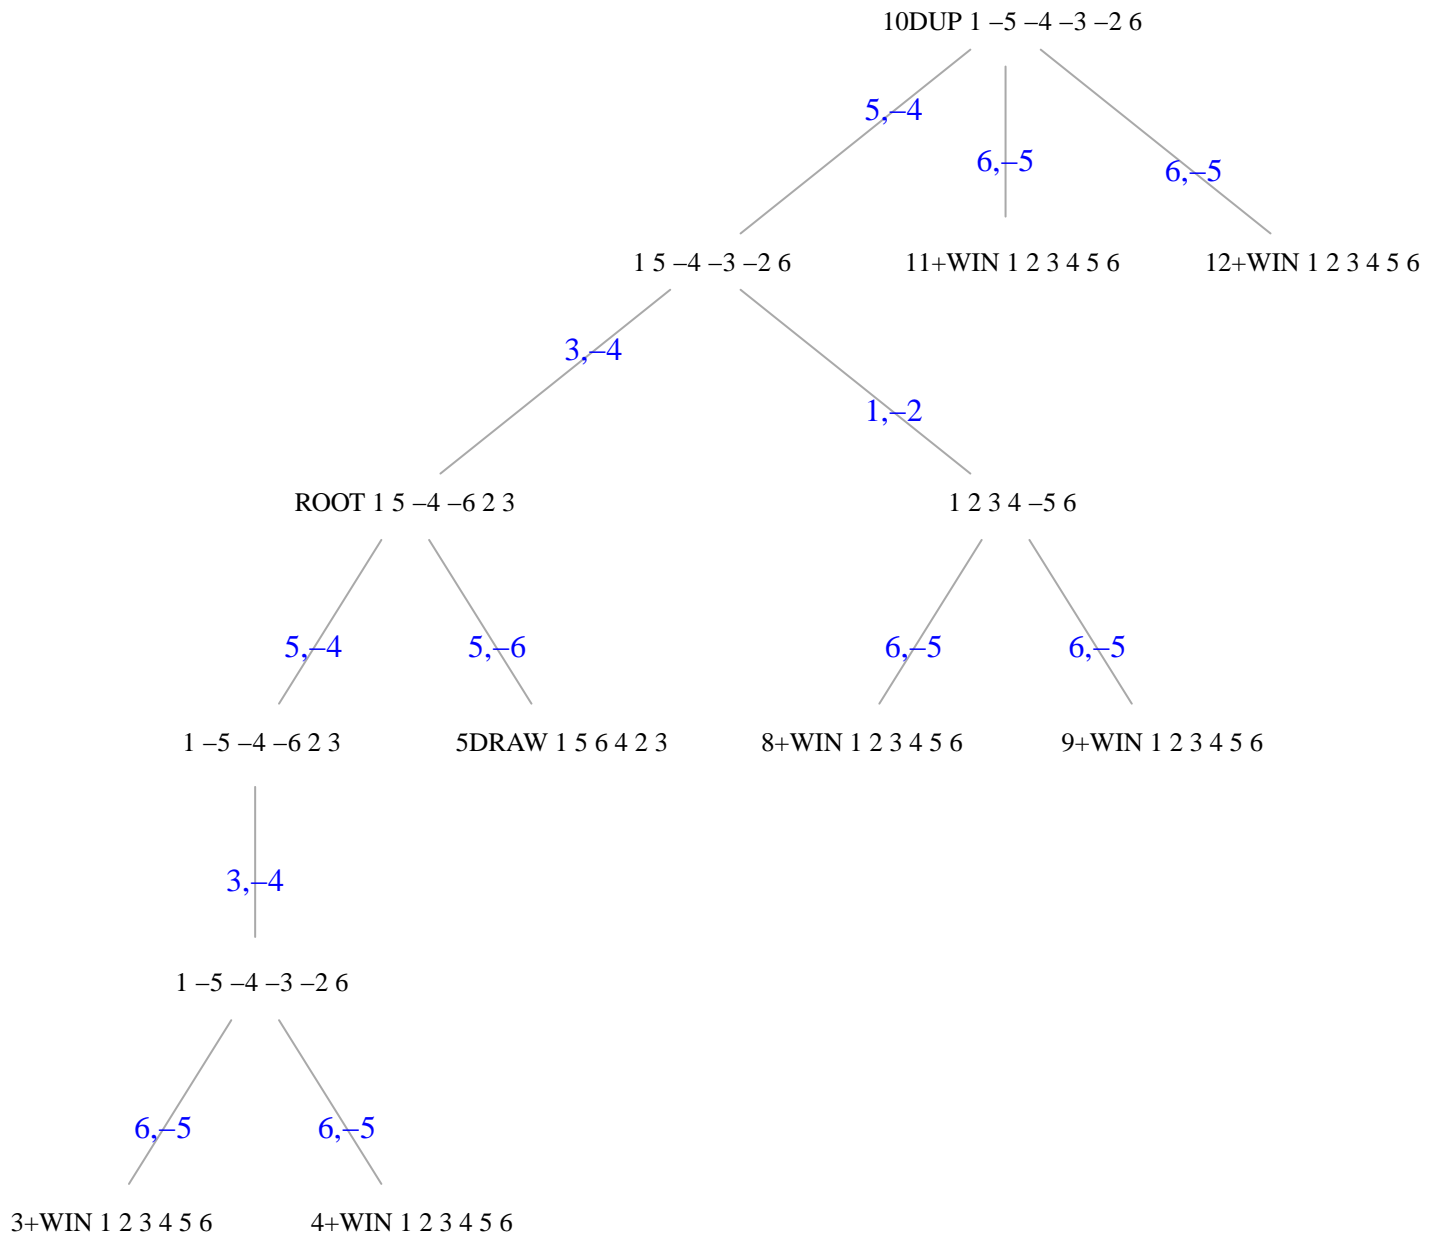 10DUP 1 –5 –4 –3 –2 6
5,–4
6,–5
6,–5
1 5 –4 –3 –2 6
11+WIN 1 2 3 4 5 6
12+WIN 1 2 3 4 5 6
3,–4
1,–2
ROOT 1 5 –4 –6 2 3
1 2 3 4 –5 6
5,–4
5,–6
6,–5
6,–5
1 –5 –4 –6 2 3
5DRAW 1 5 6 4 2 3
8+WIN 1 2 3 4 5 6
9+WIN 1 2 3 4 5 6
3,–4
1 –5 –4 –3 –2 6
6,–5
6,–5
3+WIN 1 2 3 4 5 6
4+WIN 1 2 3 4 5 6